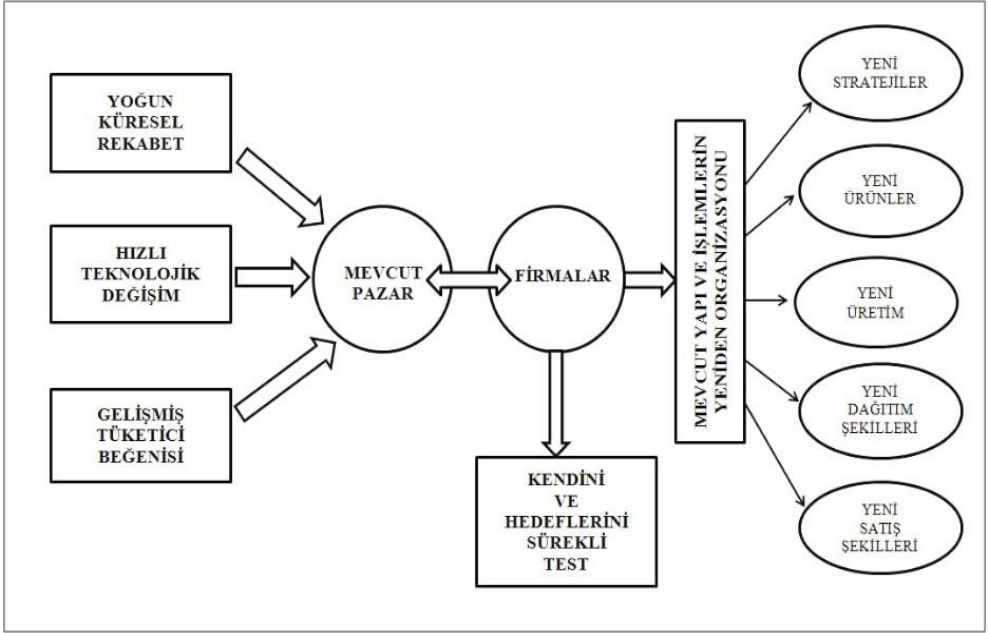 YOĞUN
KÜRESEL
REKABET
HIZLI
TEKNOLOJİK
DEĞİŞİM
GELİŞMİŞ
TÜKETİCİ
BEĞENİSİ
MEVCUT
PAZAR
FİRMALAR
KENDİNİ
VE
HEDEFLERİNİ
SÜREKLİ
TEST
MEVCUT YAPI VE İŞLEMLERİN
YENİDEN ORGANİZASYONU
YENİ
STRATEJİLER
YENİ
ÜRÜNLER
YENİ
ÜRETİM
YENİ
DAĞITIM
ŞEKİLLERİ
YENİ
SATIŞ
ŞEKİLLERİ